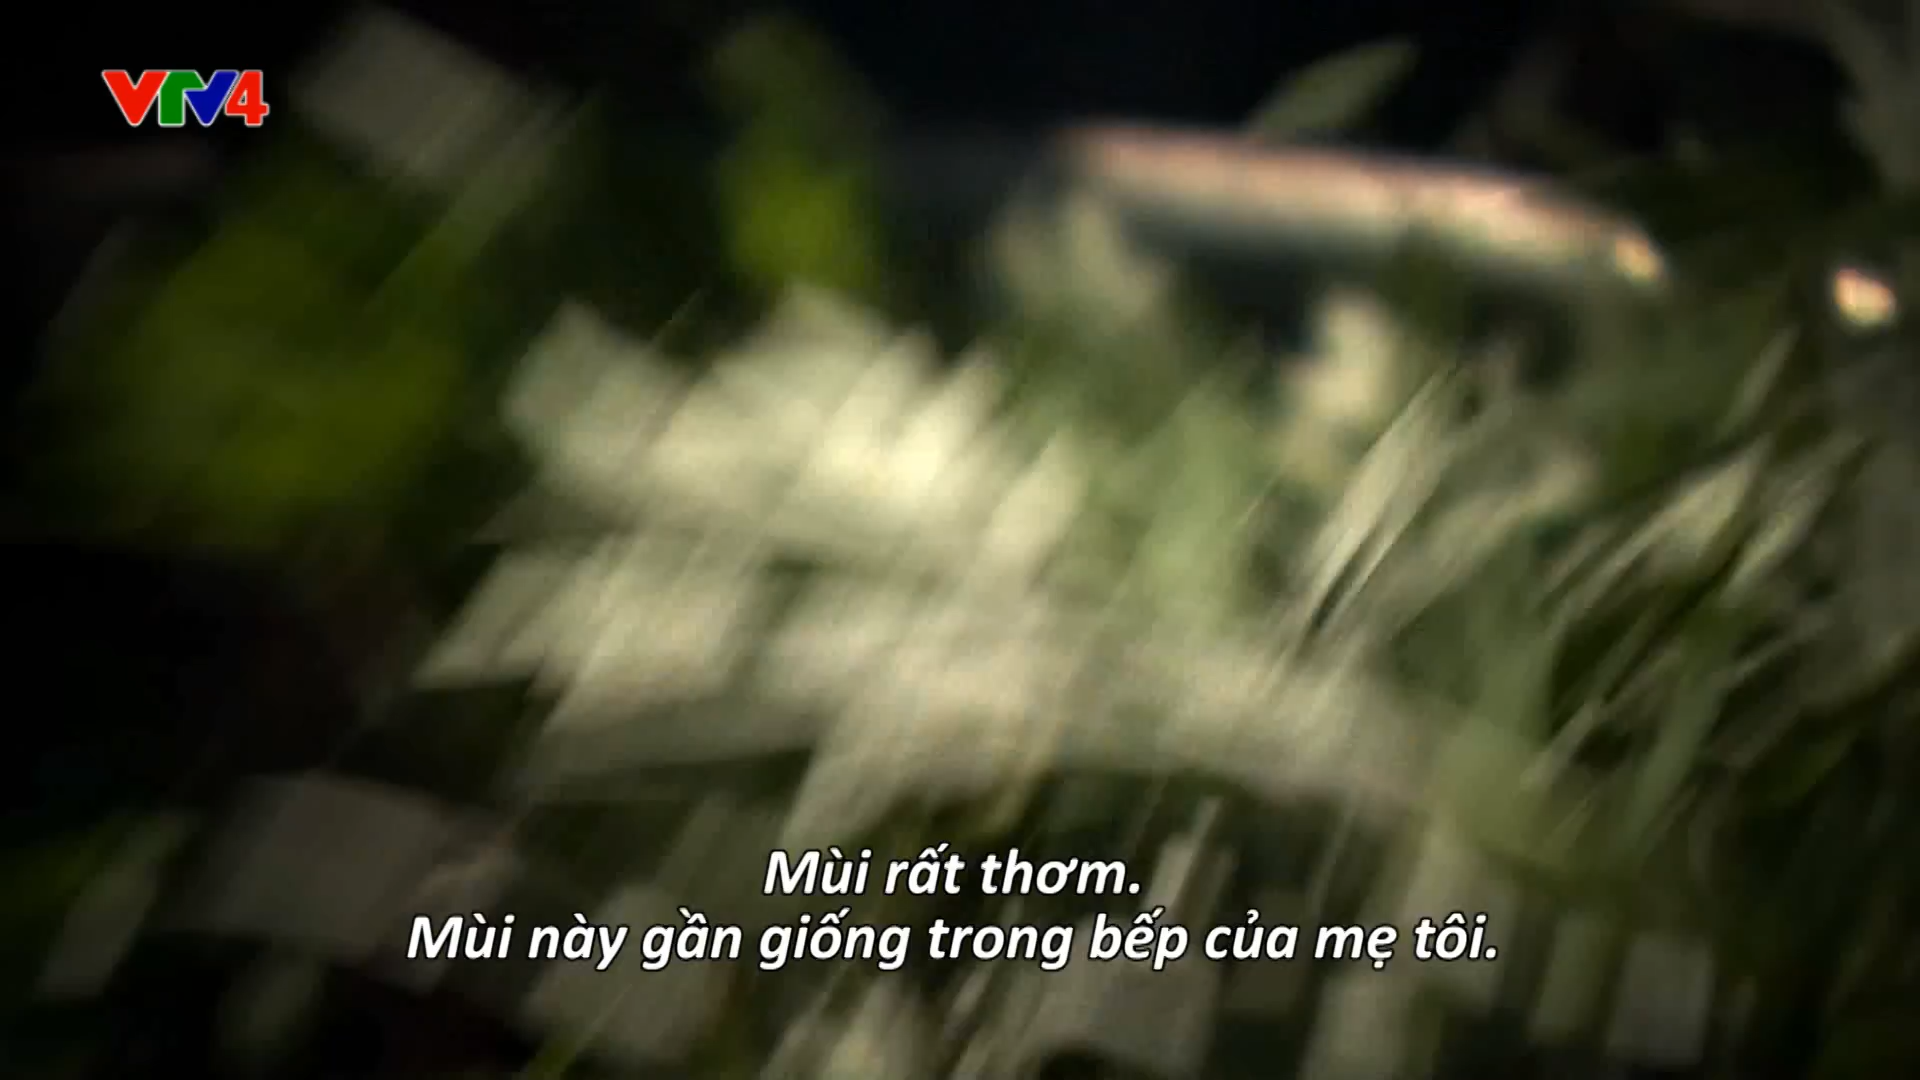 VTV4
Mùi rất thơm.
Mùi này gần giống trong bếp của mẹ tôi.